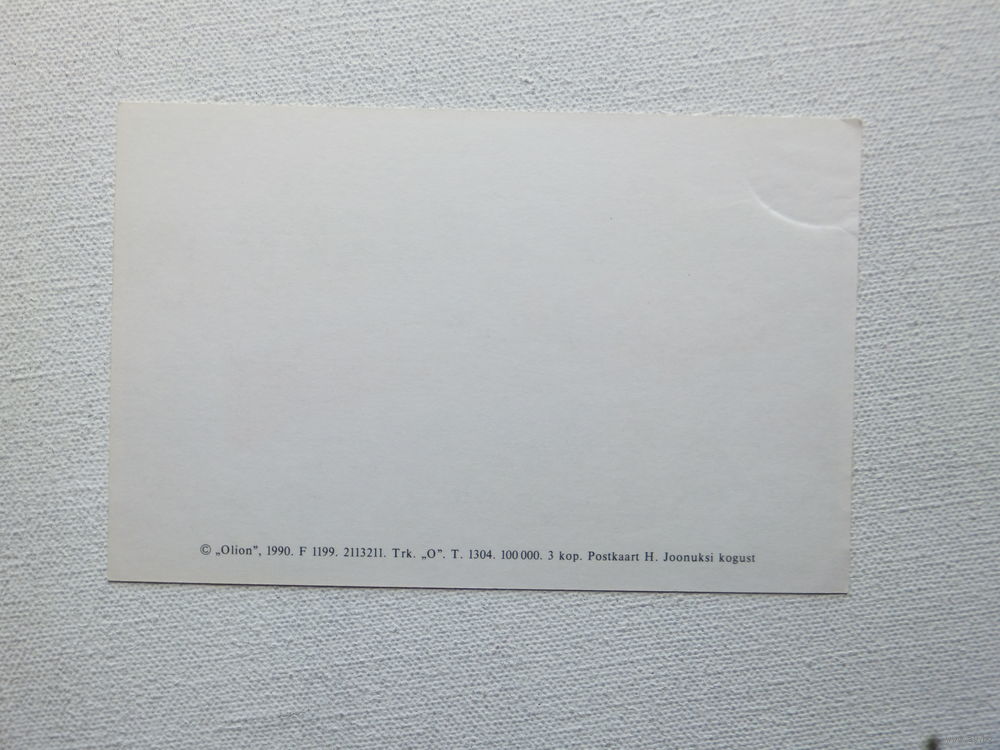 © „Olion”, 1990. F 1199. 2113211. Trk. „O”. T. 1304. 100 000. 3 kop. Postkaart H. Joonuksi kogust